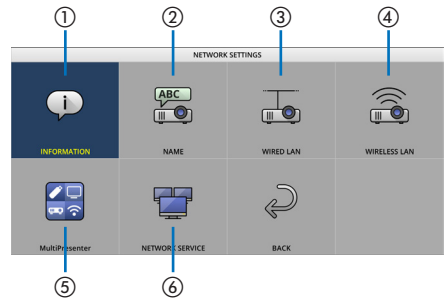 ① ② ③ ④
NETWORK SETTINGS
ABC
INFORMATION NAME WIRED LAN WIRELESS LAN
MultiPresenter NETWORK SERVICE BACK
⑤ ⑥